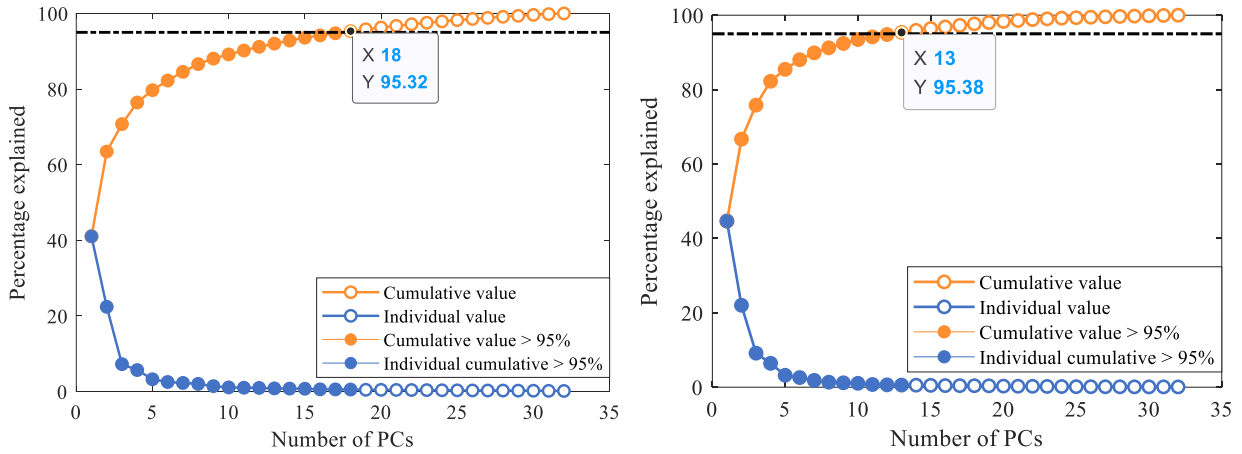 Percentage explained
100
80
60
40
20
0
X 18
Y 95.32
Cumulative value
Individual value
Cumulative value > 95%
Individual cumulative > 95%
0 5 10 15 20 25 30 35
Number of PCs
Percentage explained
100
80
60
40
20
0
X 13
Y 95.38
Cumulative value
Individual value
Cumulative value > 95%
Individual cumulative > 95%
0 5 10 15 20 25 30 35
Number of PCs